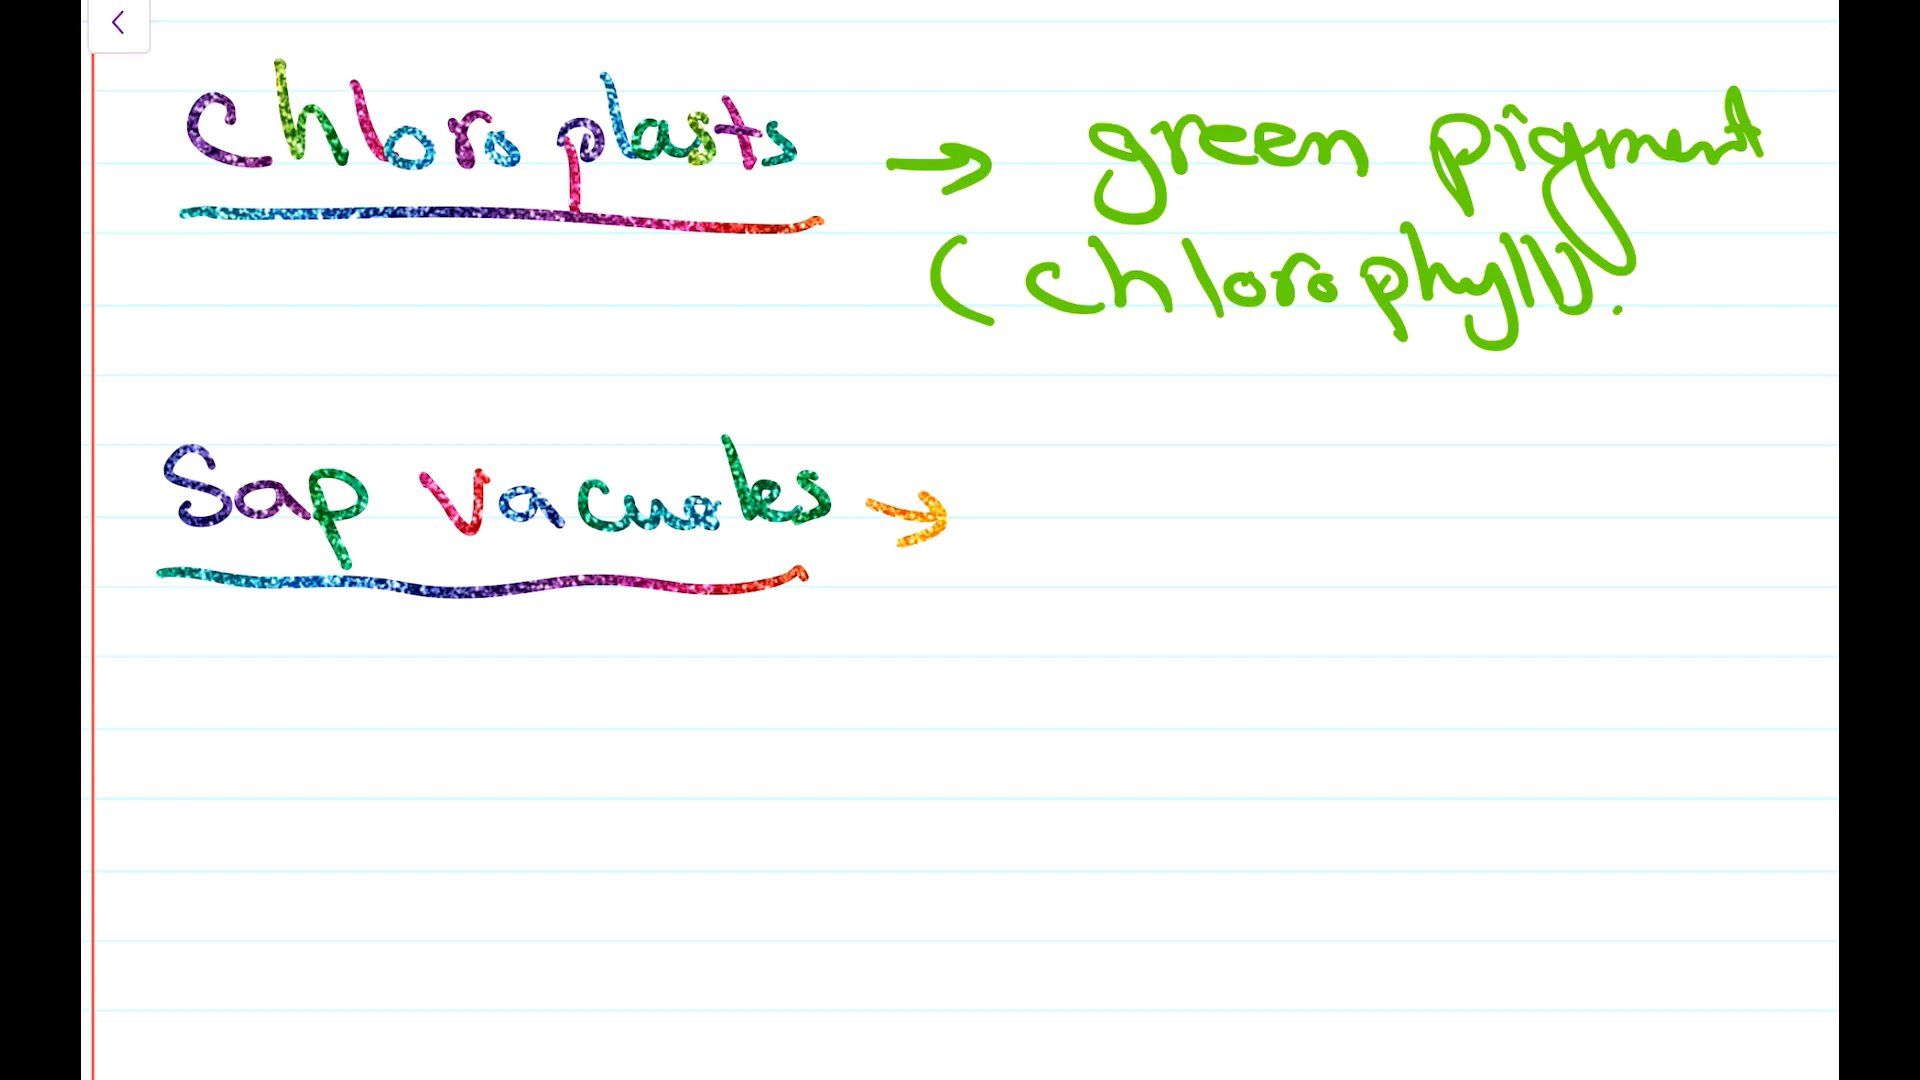 Chloroplasts → green pigment
(chlorophyll).
Sap vacuoles →